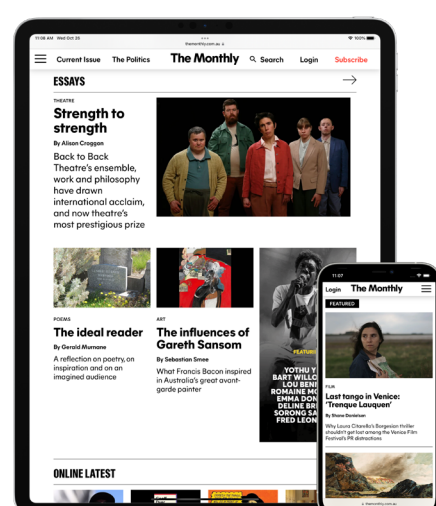 11:08 AM Wed Oct 26
themonthly.com.au
100%
Current Issue The Politics The Monthly Search Login Subscribe
ESSAYS
THEATRE
Strength to
strength
By Alison Croggon
Back to Back
Theatre's ensemble,
work and philosophy
have drawn
international acclaim,
and now theatre's
most prestigious prize
POEMS
The ideal reader
By Gerald Murnane
A reflection on poetry, on
inspiration and on an
imagined audience
ART
The influences of
Gareth Sansom
By Sebastian Smee
What Francis Bacon inspired
in Australia's great avant-
garde painter
YOTHU Y
BART WILLO
LOU BENN
ROMAINE MO
EMMA DON
DELINE BRI
SORONG SA
FRED LEON
ONLINE LATEST
11:07
Login The Monthly
FEATURED
FILM
Last tango in Venice:
'Trenque Lauquen'
By Shane Danielsen
Why Laura Citarella's Borgesian thriller
shouldn't get lost among the Venice Film
Festival's PR distractions
themonthly.com.au